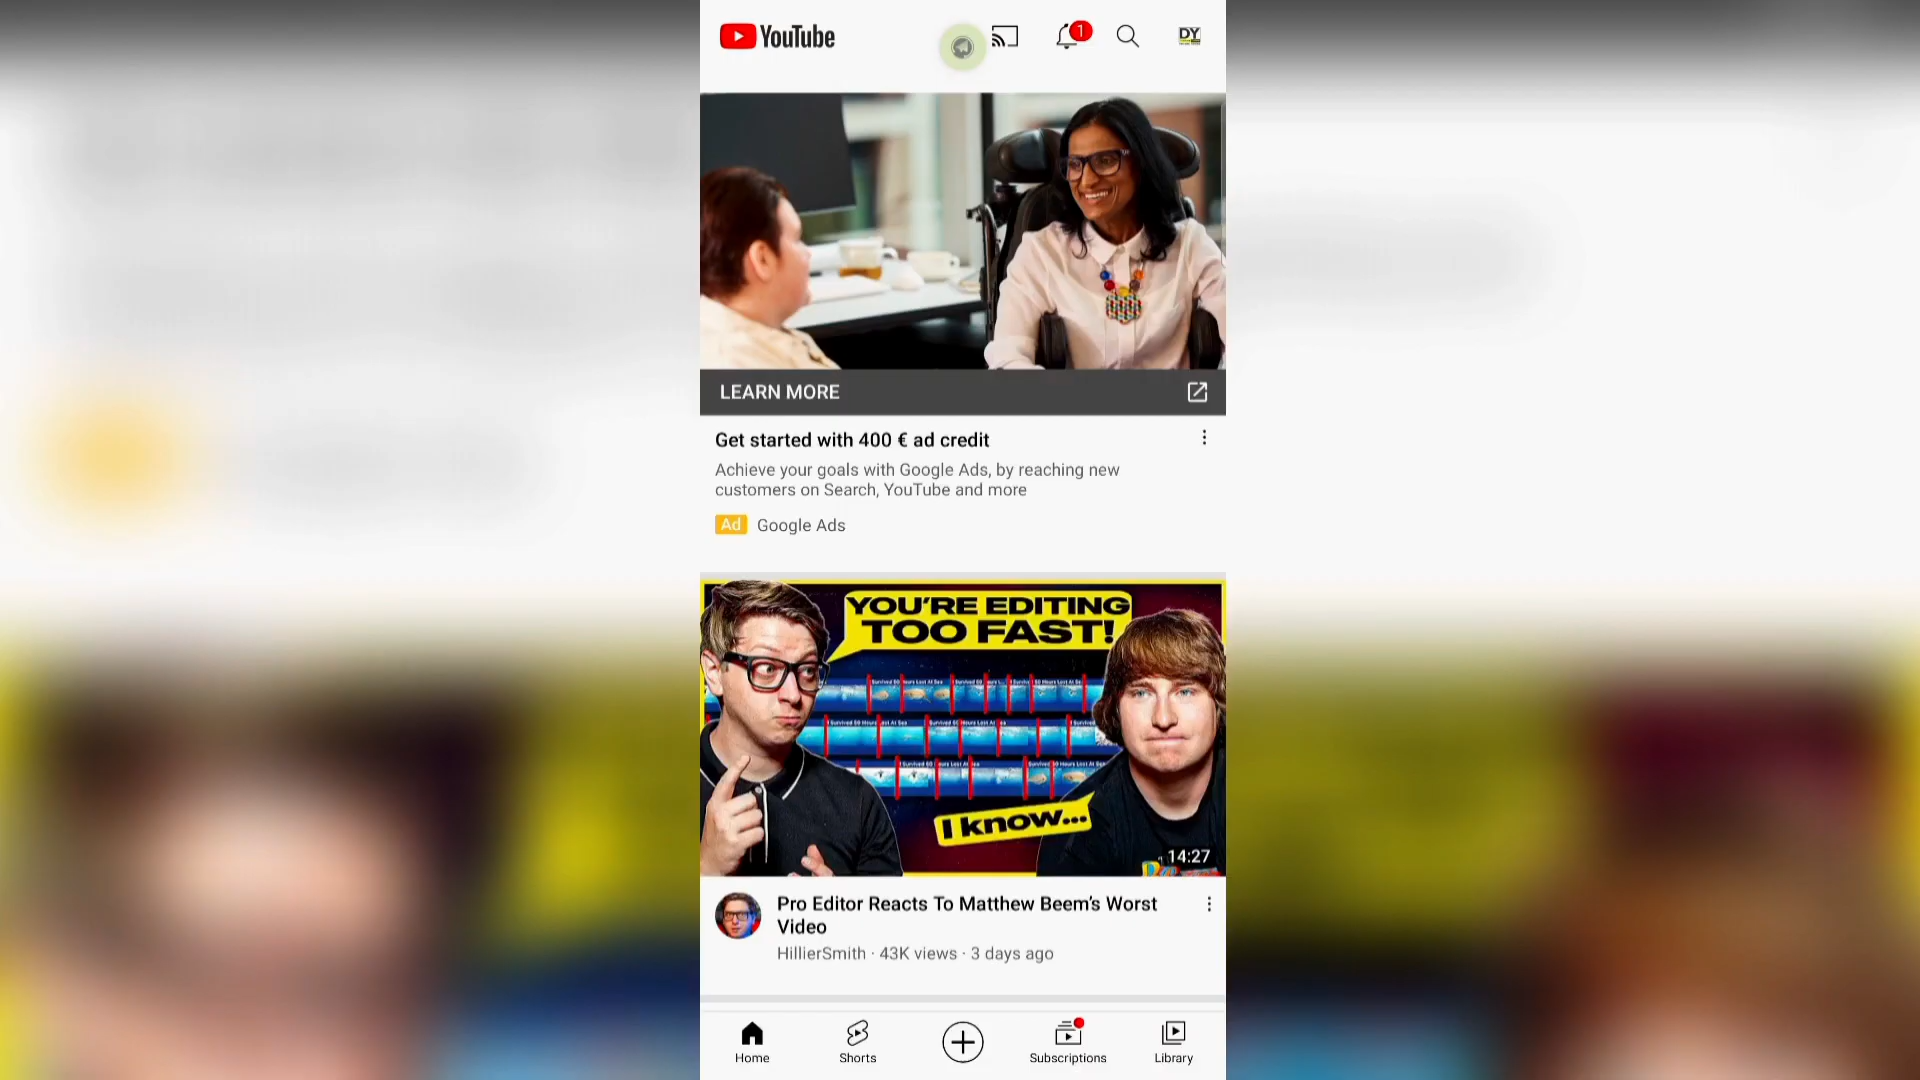 YouTube
1
DY
LEARN MORE
Get started with 400 € ad credit
Achieve your goals with Google Ads, by reaching new
customers on Search, YouTube and more
Ad Google Ads
YOU'RE EDITING
TOO FAST!
I know...
14:27
Pro Editor Reacts To Matthew Beem's Worst
Video
HillierSmith · 43K views · 3 days ago
Home
Shorts
Subscriptions
Library